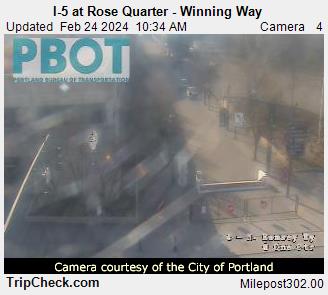 I-5 at Rose Quarter - Winning Way
Updated Feb 24 2024 10:34 AM Camera 4
PBOT
PORTLAND BUREAU OF TRANSPORTATION
Camera courtesy of the City of Portland
TripCheck.com Milepost302.00